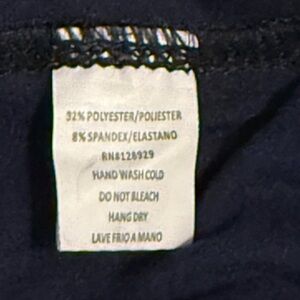 92% POLYESTER/POLIESTER
8% SPANDEX/ELASTANO
RN#128929
HAND WASH COLD
DO NOT BLEACH
HANG DRY
LAVE FRIO A MANO